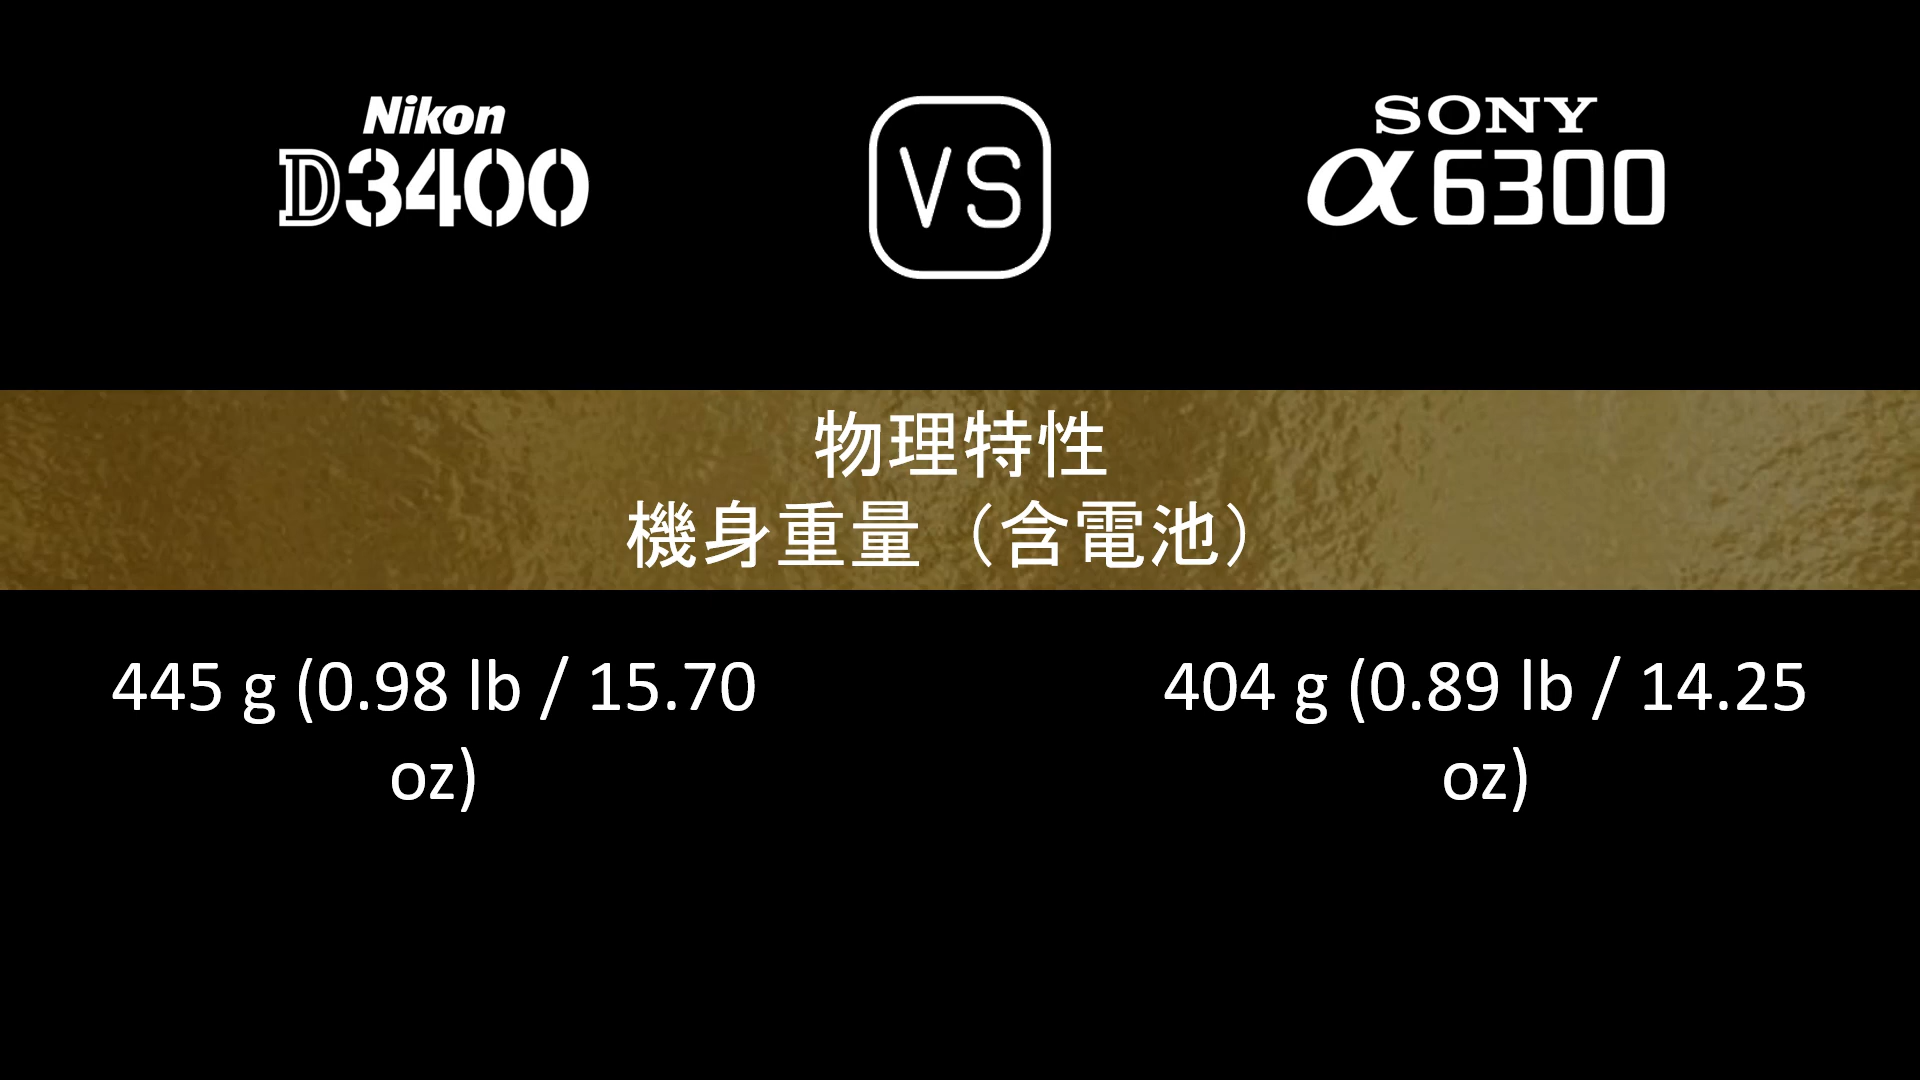 Nikon
D3400
VS
SONY
α6300
物理特性
機身重量（含電池）
445 g (0.98 lb / 15.70
oz)
404 g (0.89 lb / 14.25
oz)